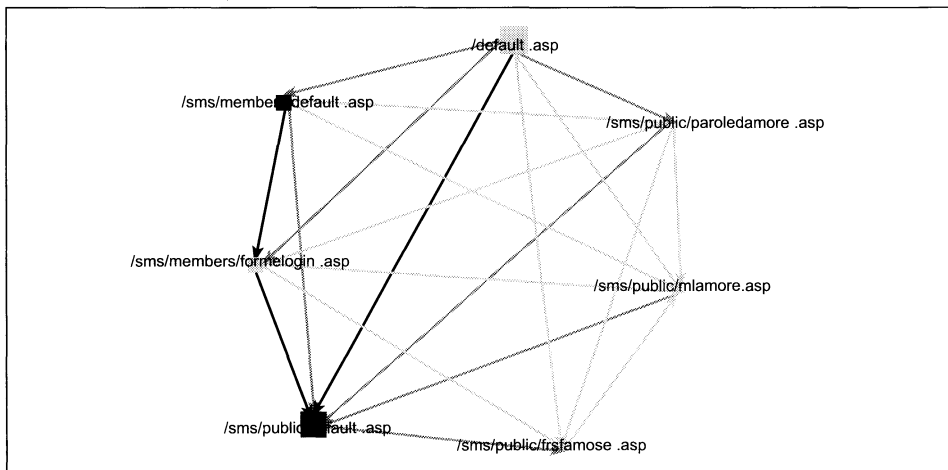 /default .asp
/sms/members/default .asp
/sms/public/paroledamore .asp
/sms/members/formelogin .asp
/sms/public/mlamore.asp
/sms/public/default .asp
/sms/public/frsfamose .asp